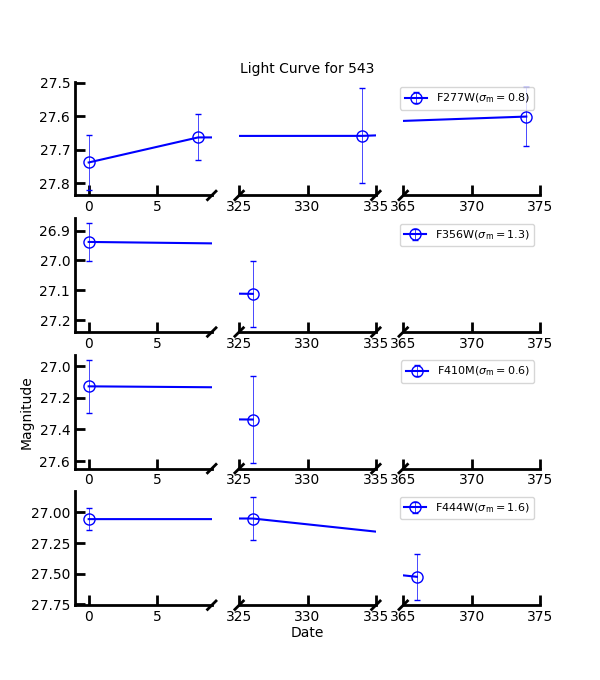 Light Curve for 543
27.5
27.6
27.7
27.8
F277W(σm = 0.8)
0 5 325 330 335 365 370 375
26.9
27.0
27.1
27.2
F356W(σm = 1.3)
0 5 325 330 335 365 370 375
27.0
27.2
27.4
27.6
F410M(σm = 0.6)
0 5 325 330 335 365 370 375
Magnitude
27.00
27.25
27.50
27.75
F444W(σm = 1.6)
0 5 325 330 335 365 370 375
Date